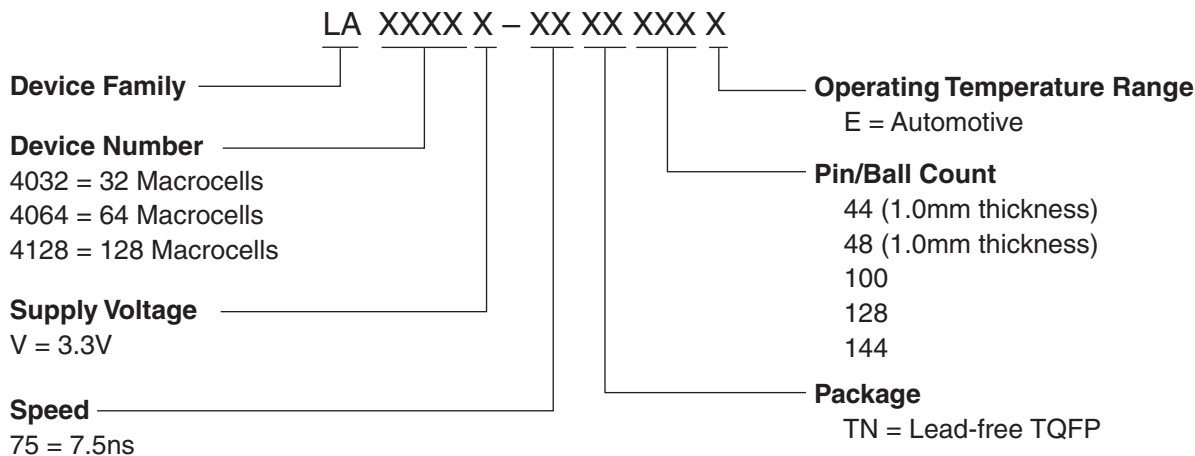 LA XXXX X – XX XX XXX X
Device Family
Device Number
4032 = 32 Macrocells
4064 = 64 Macrocells
4128 = 128 Macrocells
Supply Voltage
V = 3.3V
Speed
75 = 7.5ns
Operating Temperature Range
E = Automotive
Pin/Ball Count
44 (1.0mm thickness)
48 (1.0mm thickness)
100
128
144
Package
TN = Lead-free TQFP